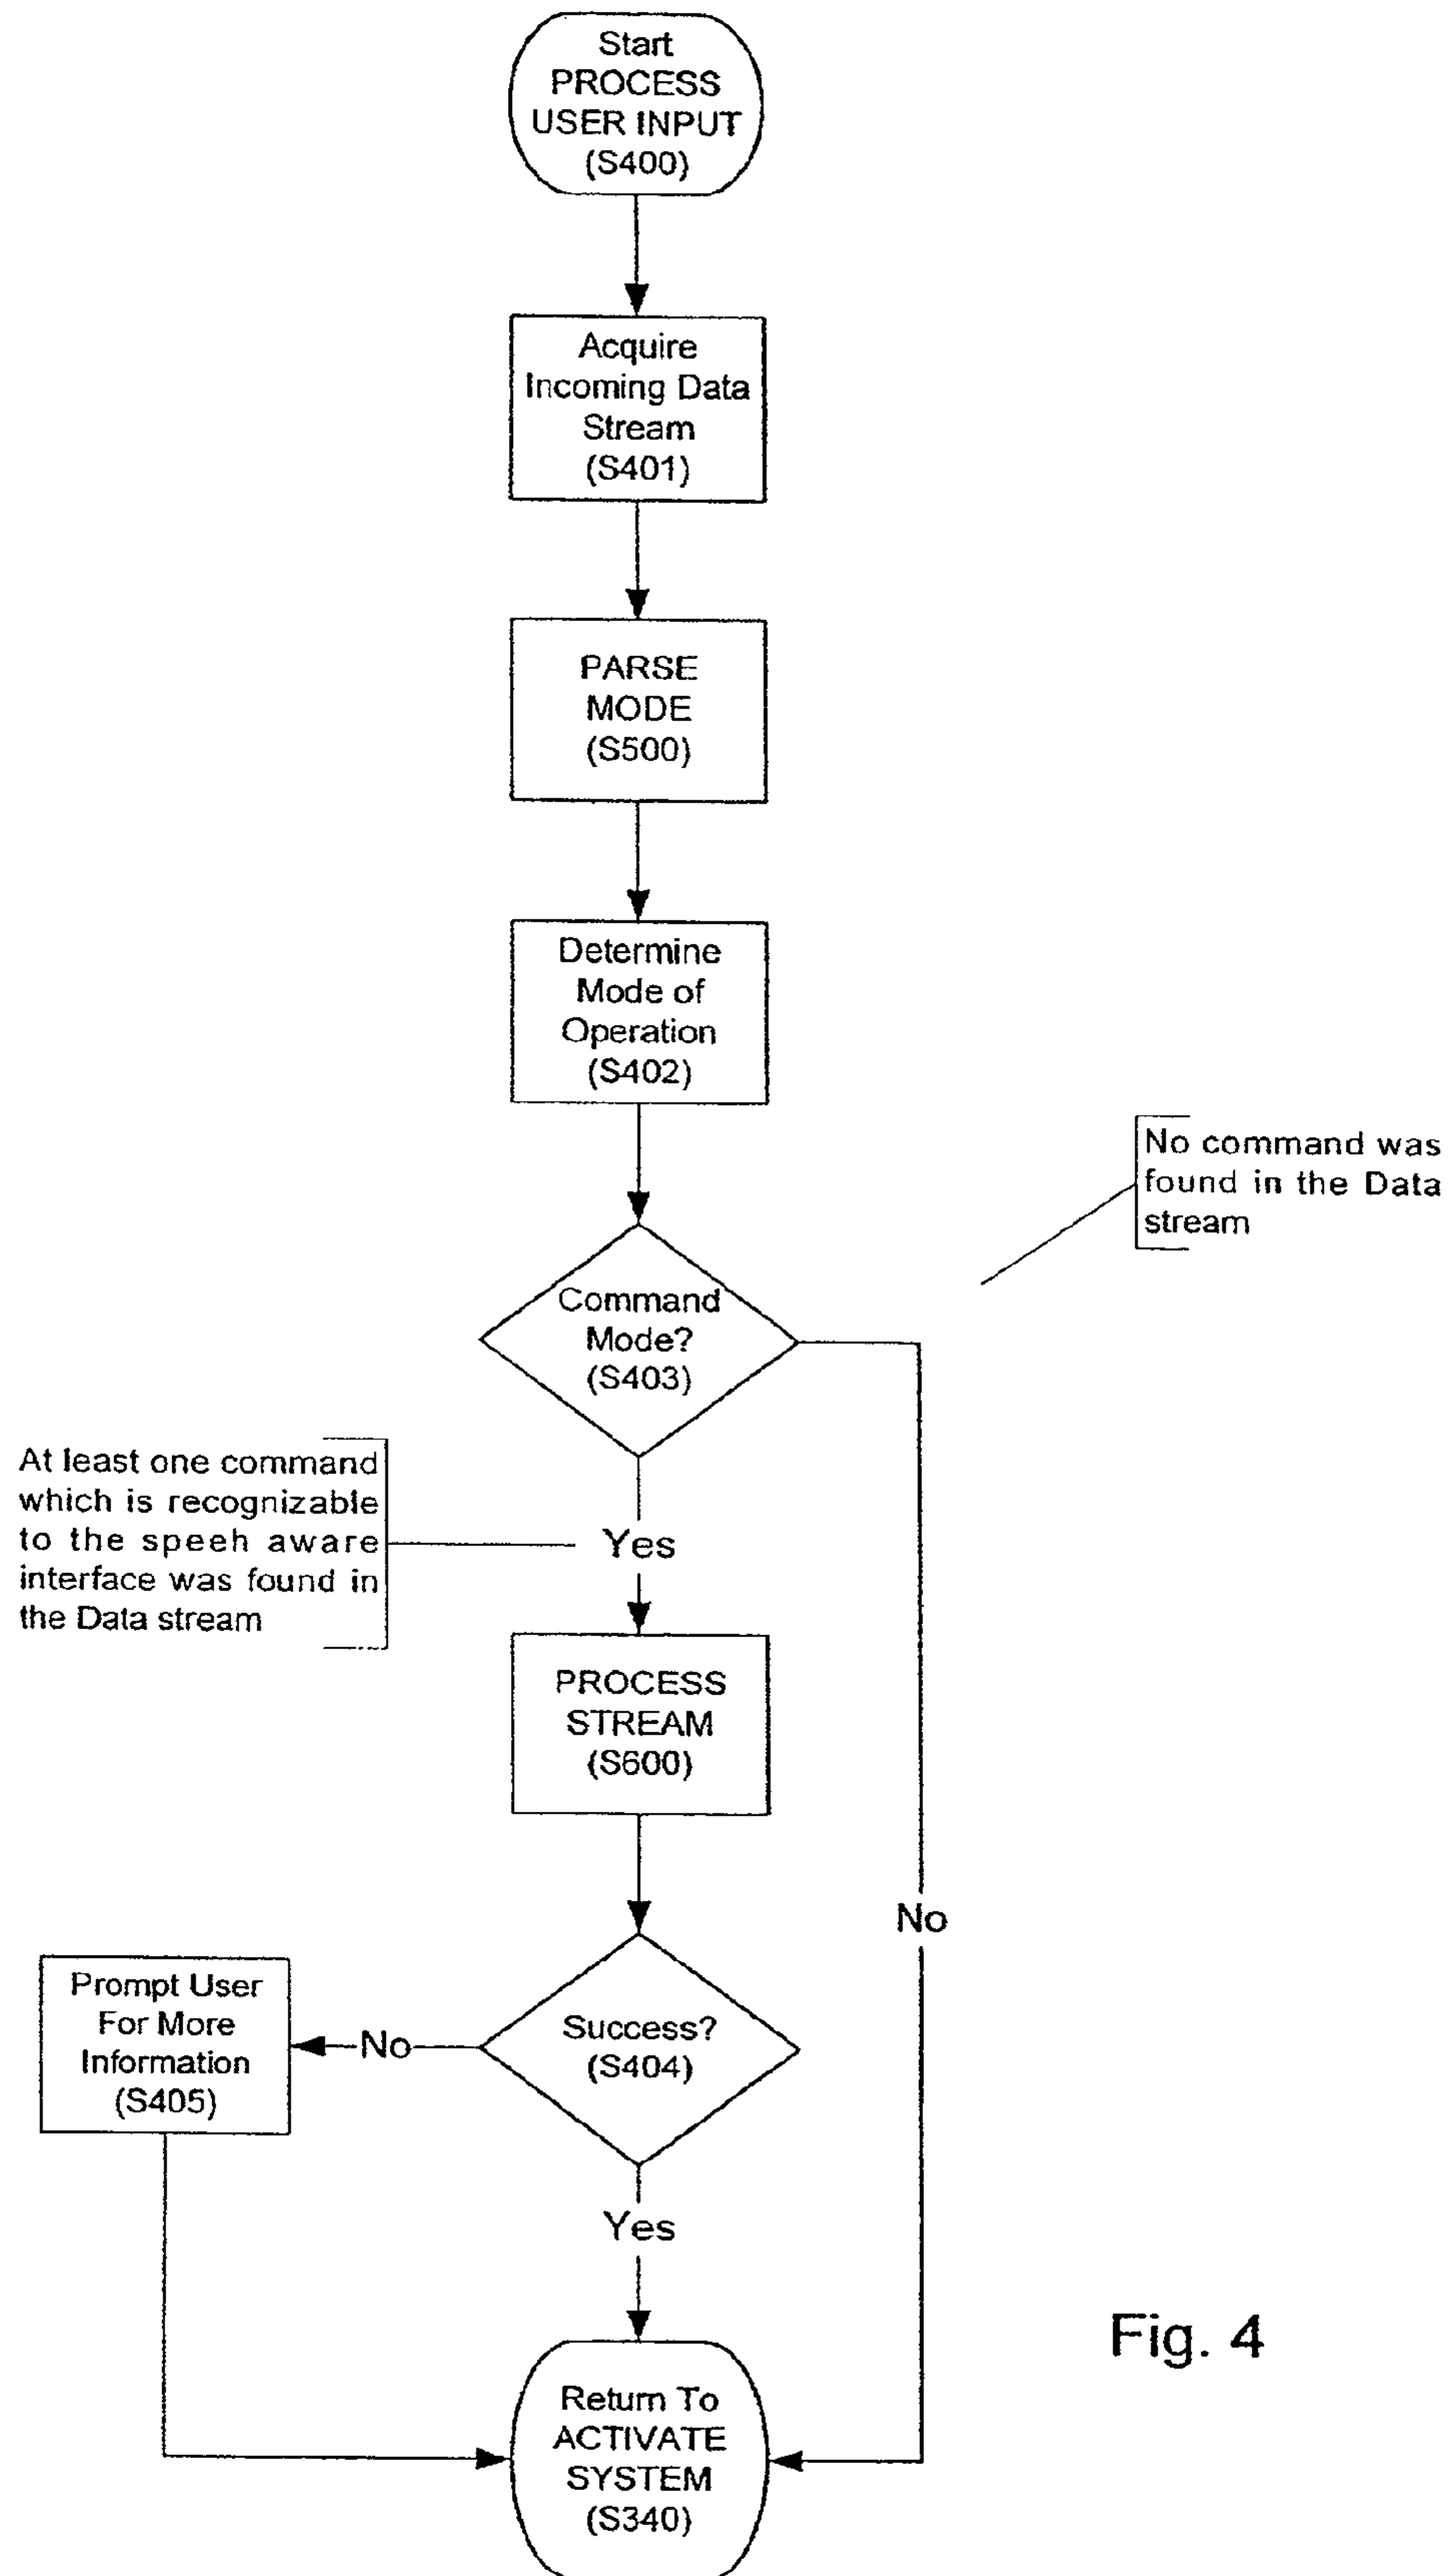 Start
PROCESS
USER INPUT
(S400)
Acquire
Incoming Data
Stream
(S401)
PARSE
MODE
(S500)
Determine
Mode of
Operation
(S402)
No command was
found in the Data
stream
Command
Mode?
(S403)
At least one command
which is recognizable
to the speeh aware
interface was found in
the Data stream
Yes
PROCESS
STREAM
(S600)
No
Prompt User
For More
Information
(S405)
No
Success?
(S404)
Yes
Return To
ACTIVATE
SYSTEM
(S340)
Fig. 4